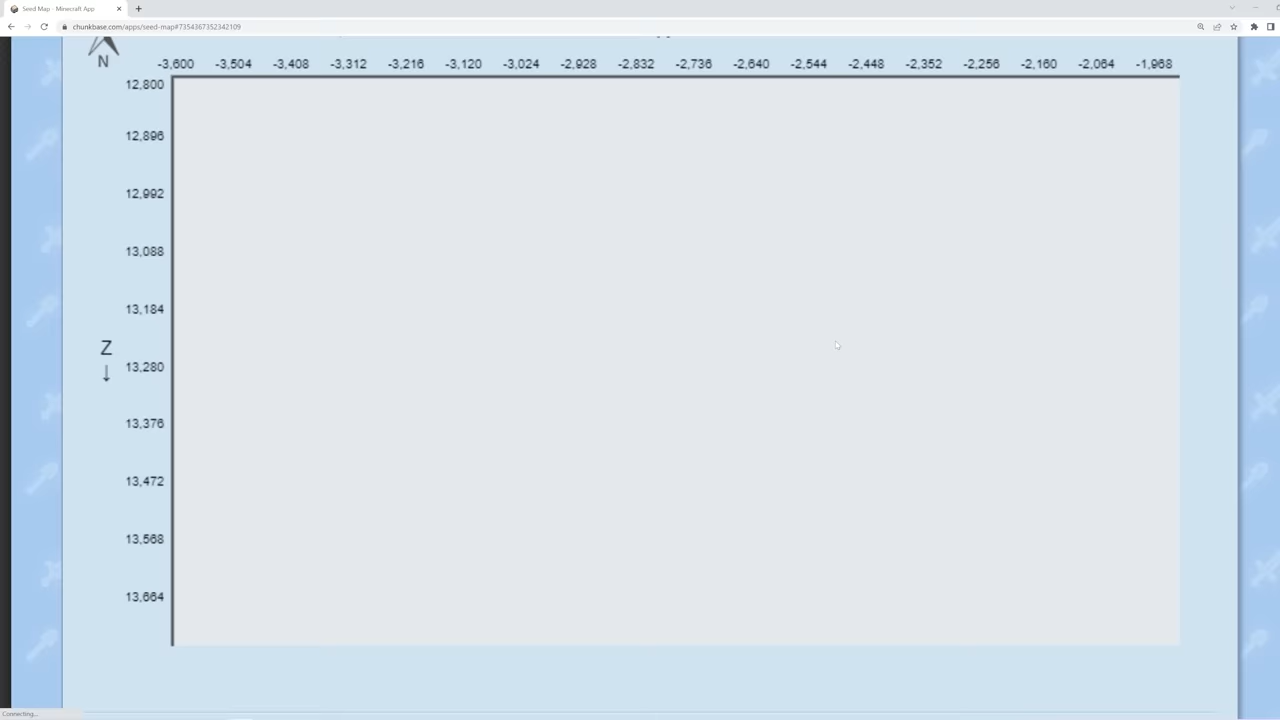 Seed Map - Minecraft App
chunkbase.com/apps/seed-map#7354367352342109
N
-3,600 -3,504 -3,408 -3,312 -3,216 -3,120 -3,024 -2,928 -2,832 -2,736 -2,640 -2,544 -2,448 -2,352 -2,256 -2,160 -2,064 -1,968
12,800
12,896
12,992
13,088
13,184
Z
↓
13,280
13,376
13,472
13,568
13,664
Connecting...